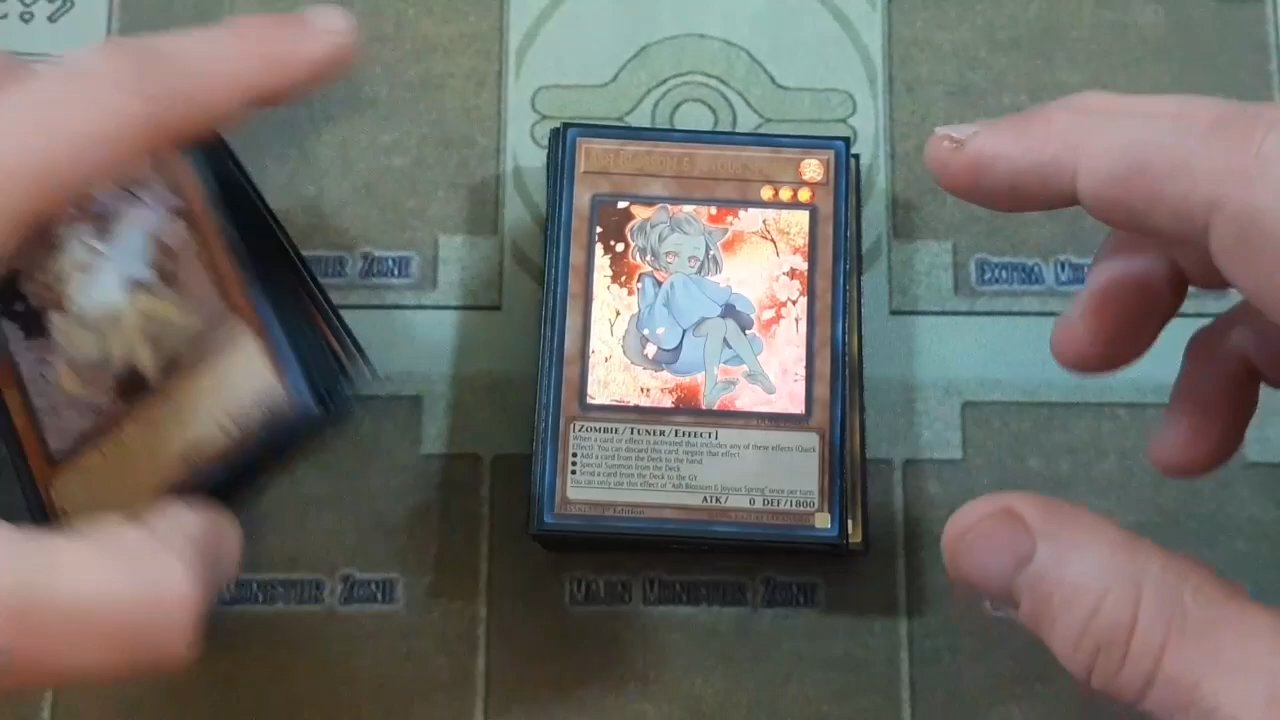 Ash Blossom & Joyous Spring
Extra Mon
[Zombie/Tuner/Effect]
When a card or effect is activated that includes any of these effects (Quick
Effect): You can discard this card; negate that effect.
● Add a card from the Deck to the hand.
● Special Summon from the Deck.
● Send a card from the Deck to the GY.
You can only use this effect of "Ash Blossom & Joyous Spring" once per turn.
ATK/ 0 DEF/1800
1st Edition
Zone
Monster Zone
Main Monster Zone